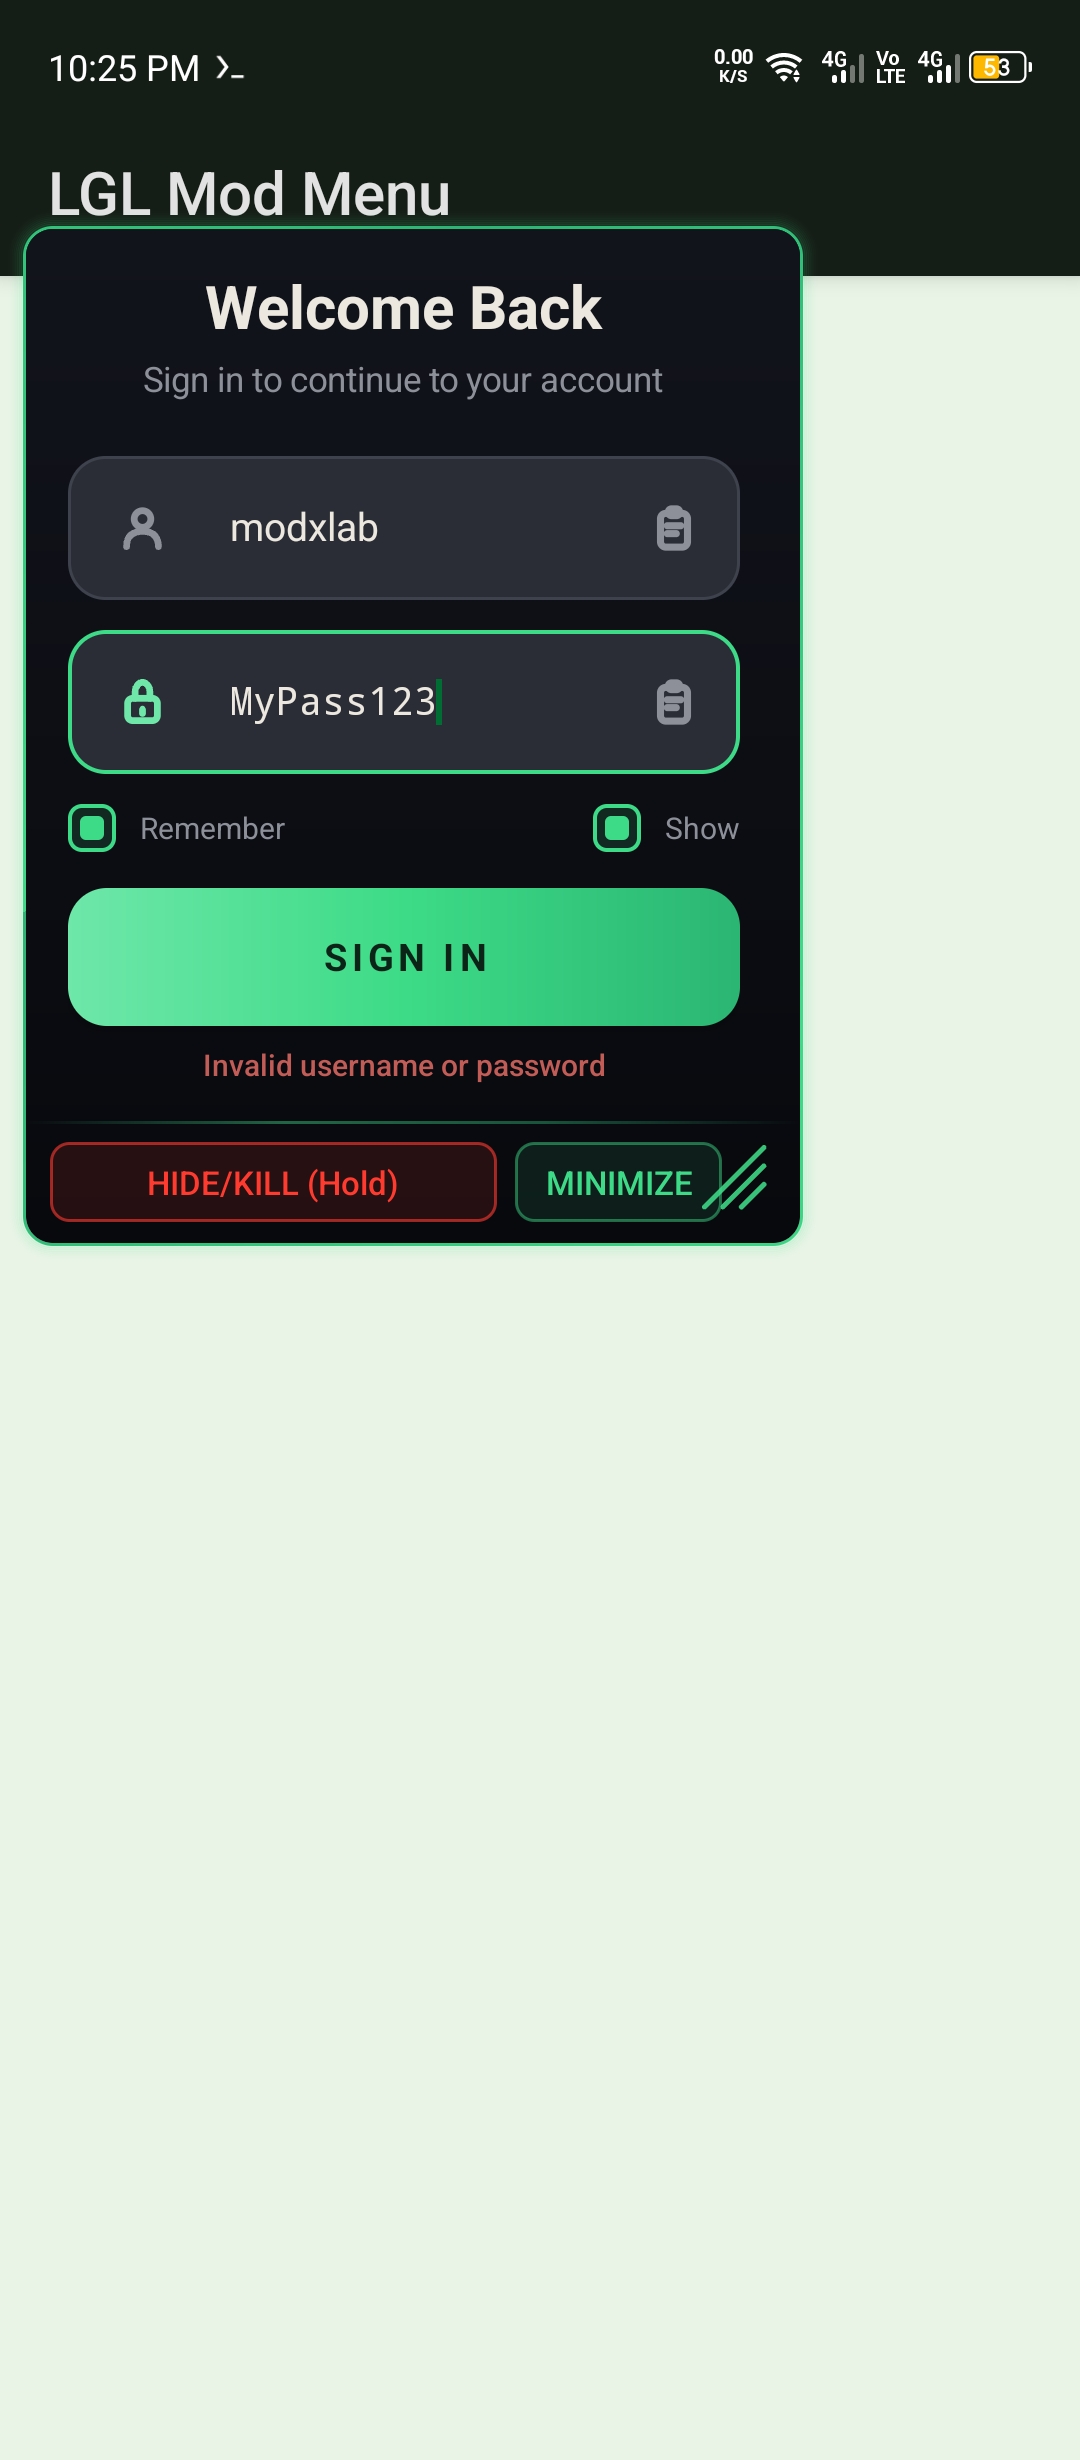 10:25 PM
0.00 K/S 4G Vo LTE 4G 53
LGL Mod Menu
Welcome Back
Sign in to continue to your account
modxlab
MyPass123
Remember Show
SIGN IN
Invalid username or password
HIDE/KILL (Hold) MINIMIZE